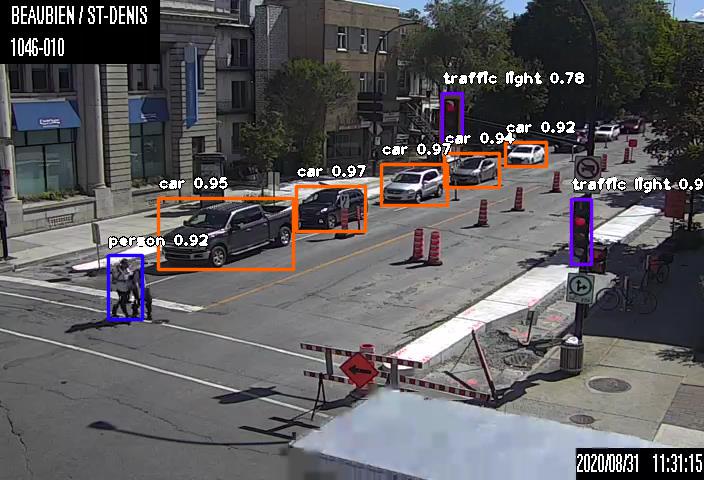 BEAUBIEN / ST-DENIS
1046-010
traffic light 0.78
car 0.92
car 0.94
car 0.97
car 0.97
car 0.95
traffic light 0.9
person 0.92
2020/08/31 11:31:15